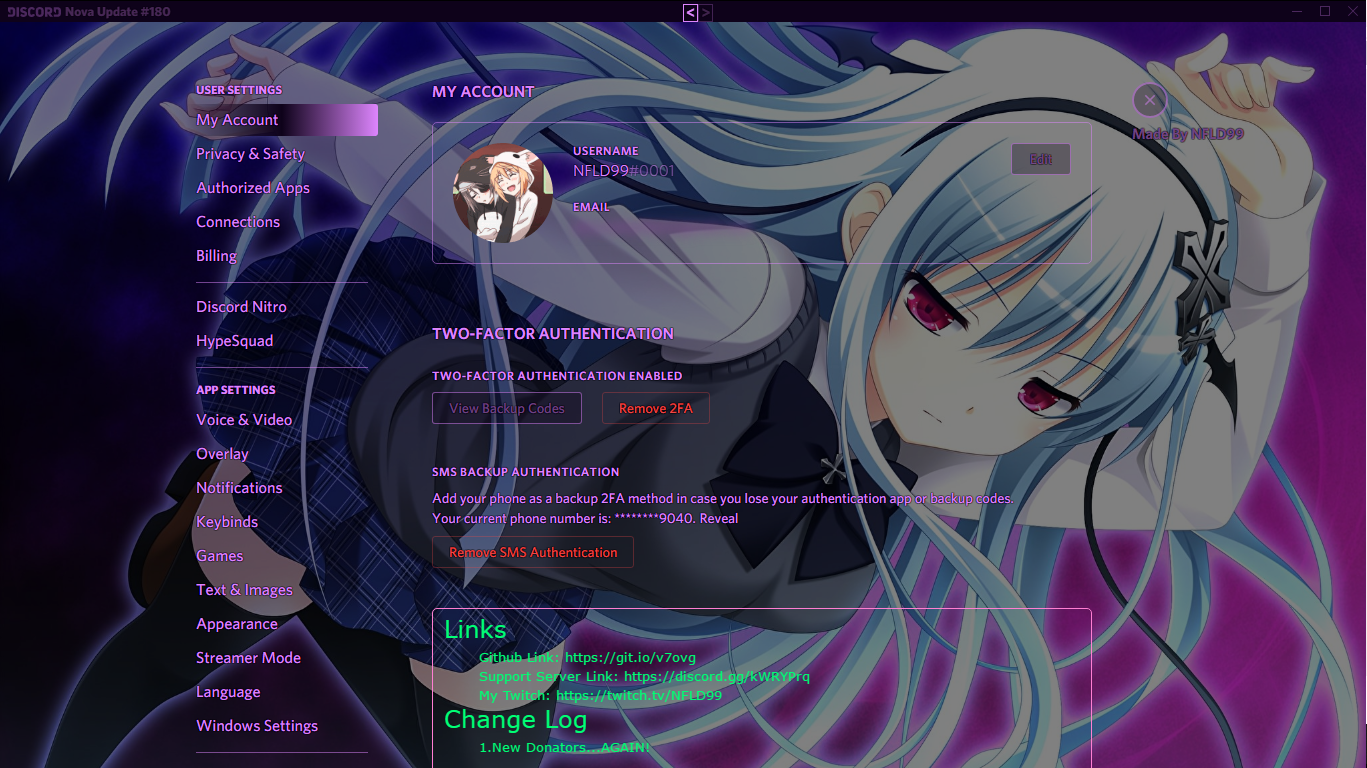 DISCORD Nova Update #180
< >
USER SETTINGS
My Account
Privacy & Safety
Authorized Apps
Connections
Billing
Discord Nitro
HypeSquad
APP SETTINGS
Voice & Video
Overlay
Notifications
Keybinds
Games
Text & Images
Appearance
Streamer Mode
Language
Windows Settings
MY ACCOUNT
USERNAME
NFLD99#0001
EMAIL
Edit
Made By NFLD99
TWO-FACTOR AUTHENTICATION
TWO-FACTOR AUTHENTICATION ENABLED
View Backup Codes
Remove 2FA
SMS BACKUP AUTHENTICATION
Add your phone as a backup 2FA method in case you lose your authentication app or backup codes.
Your current phone number is: ********9040. Reveal
Remove SMS Authentication
Links
Github Link: https://git.io/v7ovg
Support Server Link: https://discord.gg/kWRYPrq
My Twitch: https://twitch.tv/NFLD99
Change Log
1.New Donators...AGAIN!